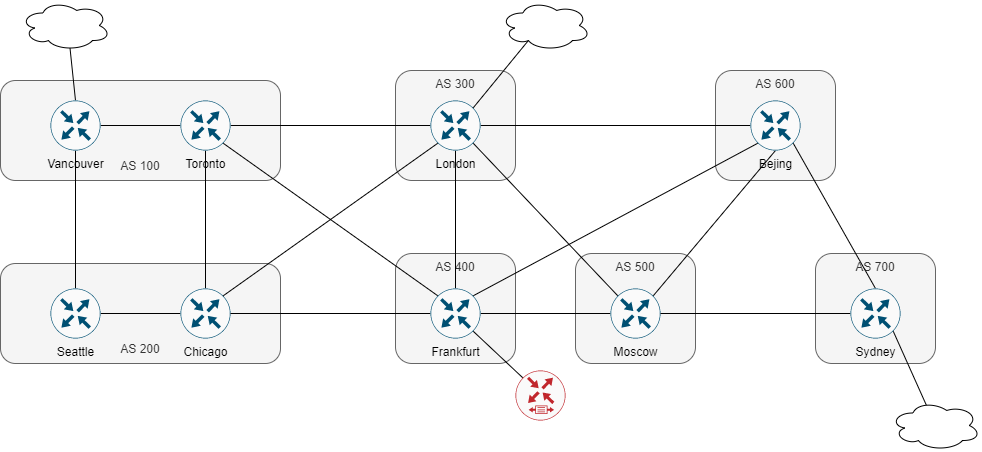 AS 300
AS 600
Vancouver
AS 100
Toronto
London
Bejing
AS 400
AS 500
AS 700
Seattle
AS 200
Chicago
Frankfurt
Moscow
Sydney